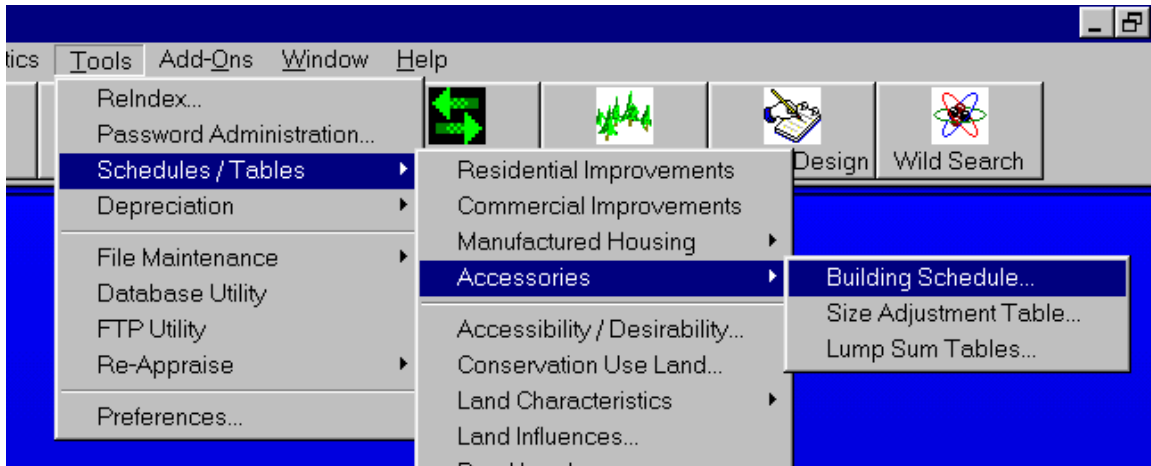 tics Tools Add-Ons Window Help
ReIndex...
Password Administration...
Schedules / Tables
Depreciation
File Maintenance
Database Utility
FTP Utility
Re-Appraise
Preferences...
Design
Wild Search
Residential Improvements
Commercial Improvements
Manufactured Housing
Accessories
Accessibility / Desirability...
Conservation Use Land...
Land Characteristics
Land Influences...
Building Schedule...
Size Adjustment Table...
Lump Sum Tables...